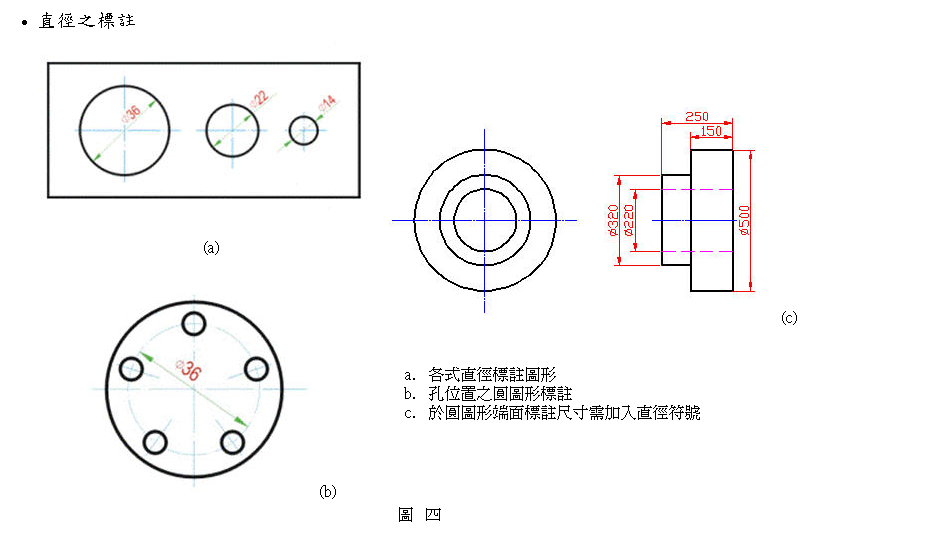 • 直徑之標註
⌀36
⌀22
⌀14
(a)
250
150
⌀320
⌀220
⌀500
(c)
⌀36
(b)
a. 各式直徑標註圖形
b. 孔位置之圓圖形標註
c. 於圓圖形端面標註尺寸需加入直徑符號
圖 四